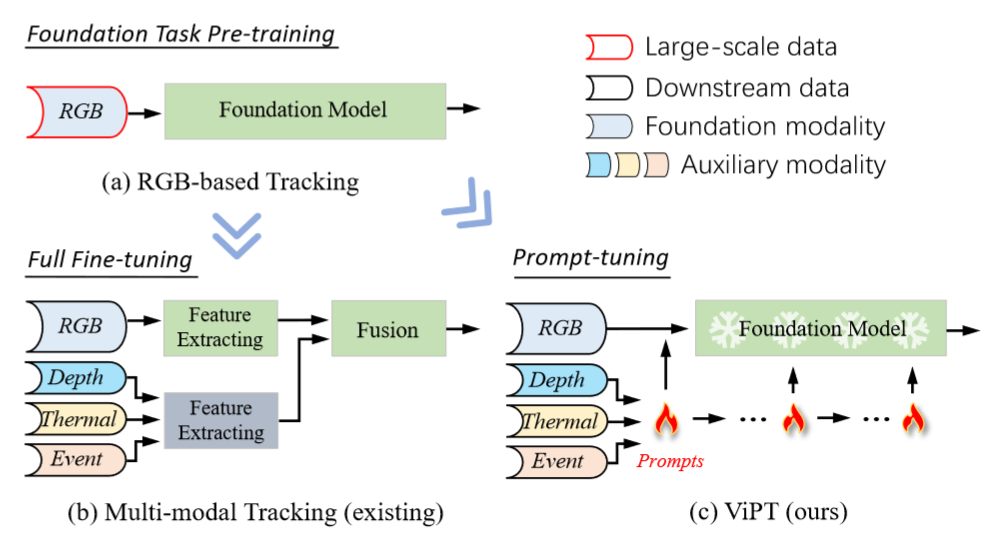 Foundation Task Pre-training
RGB
Foundation Model
(a) RGB-based Tracking
Large-scale data
Downstream data
Foundation modality
Auxiliary modality
Full Fine-tuning
RGB
Feature
Extracting
Fusion
Depth
Thermal
Event
Feature
Extracting
(b) Multi-modal Tracking (existing)
Prompt-tuning
RGB
Foundation Model
Depth
Thermal
Event
... ...
Prompts
(c) ViPT (ours)